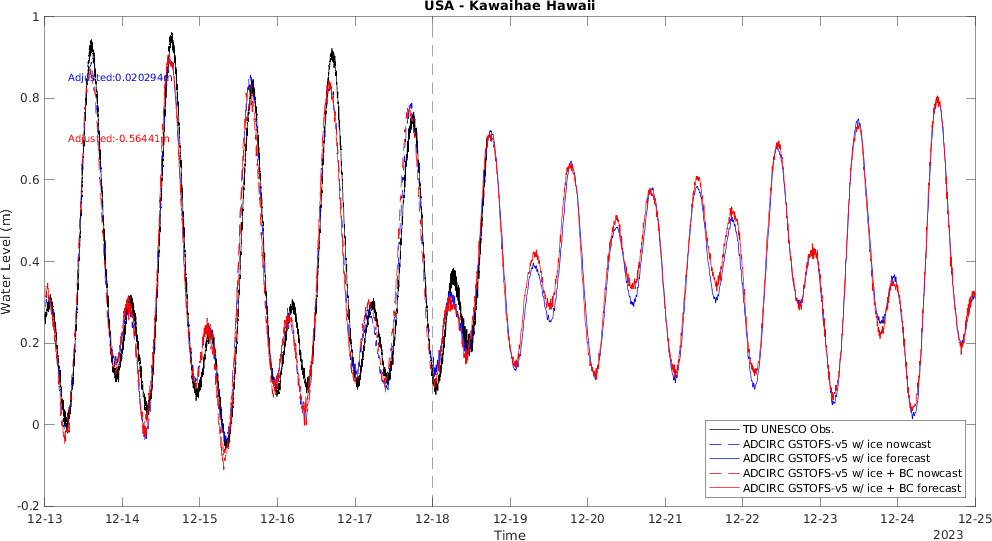 USA - Kawaihae Hawaii
1
0.8
0.6
0.4
0.2
0
-0.2
Water Level (m)
Adjusted:0.020294m
Adjusted:-0.56441m
TD UNESCO Obs.
ADCIRC GSTOFS-v5 w/ ice nowcast
ADCIRC GSTOFS-v5 w/ ice forecast
ADCIRC GSTOFS-v5 w/ ice + BC nowcast
ADCIRC GSTOFS-v5 w/ ice + BC forecast
12-13 12-14 12-15 12-16 12-17 12-18 12-19 12-20 12-21 12-22 12-23 12-24 12-25
Time
2023